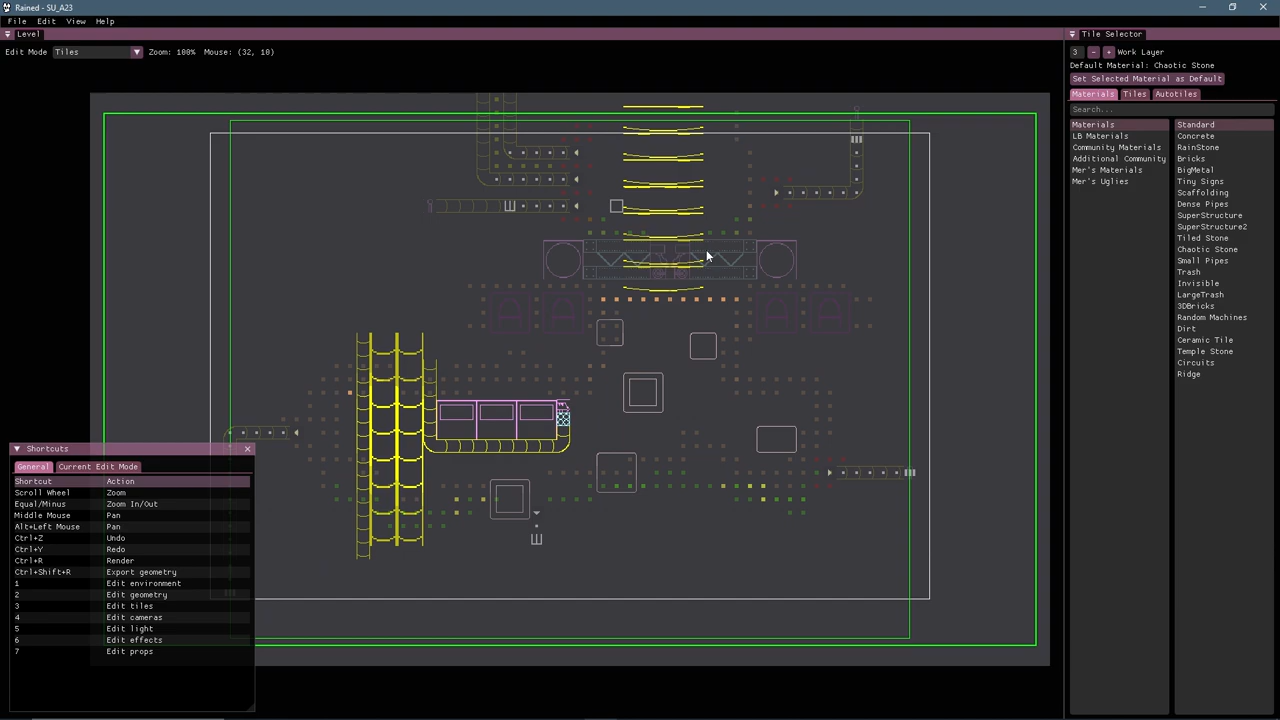 Rained - SU_A23
File Edit View Help
Level
Edit Mode Tiles Zoom: 100% Mouse: (32, 10)
Shortcuts
General Current Edit Mode
Shortcut Action
Scroll Wheel Zoom
Equal/Minus Zoom In/Out
Middle Mouse Pan
Alt+Left Mouse Pan
Ctrl+Z Undo
Ctrl+Y Redo
Ctrl+R Render
Ctrl+Shift+R Export geometry
1 Edit environment
2 Edit geometry
3 Edit tiles
4 Edit cameras
5 Edit light
6 Edit effects
7 Edit props
Tile Selector
3 - + Work Layer
Default Material: Chaotic Stone
Set Selected Material as Default
Materials Tiles Autotiles
Search...
Materials
LB Materials
Community Materials
Additional Community
Mer's Materials
Mer's Uglies
Standard
Concrete
RainStone
Bricks
BigMetal
Tiny Signs
Scaffolding
Dense Pipes
SuperStructure
SuperStructure2
Tiled Stone
Chaotic Stone
Small Pipes
Trash
Invisible
LargeTrash
3DBricks
Random Machines
Dirt
Ceramic Tile
Temple Stone
Circuits
Ridge